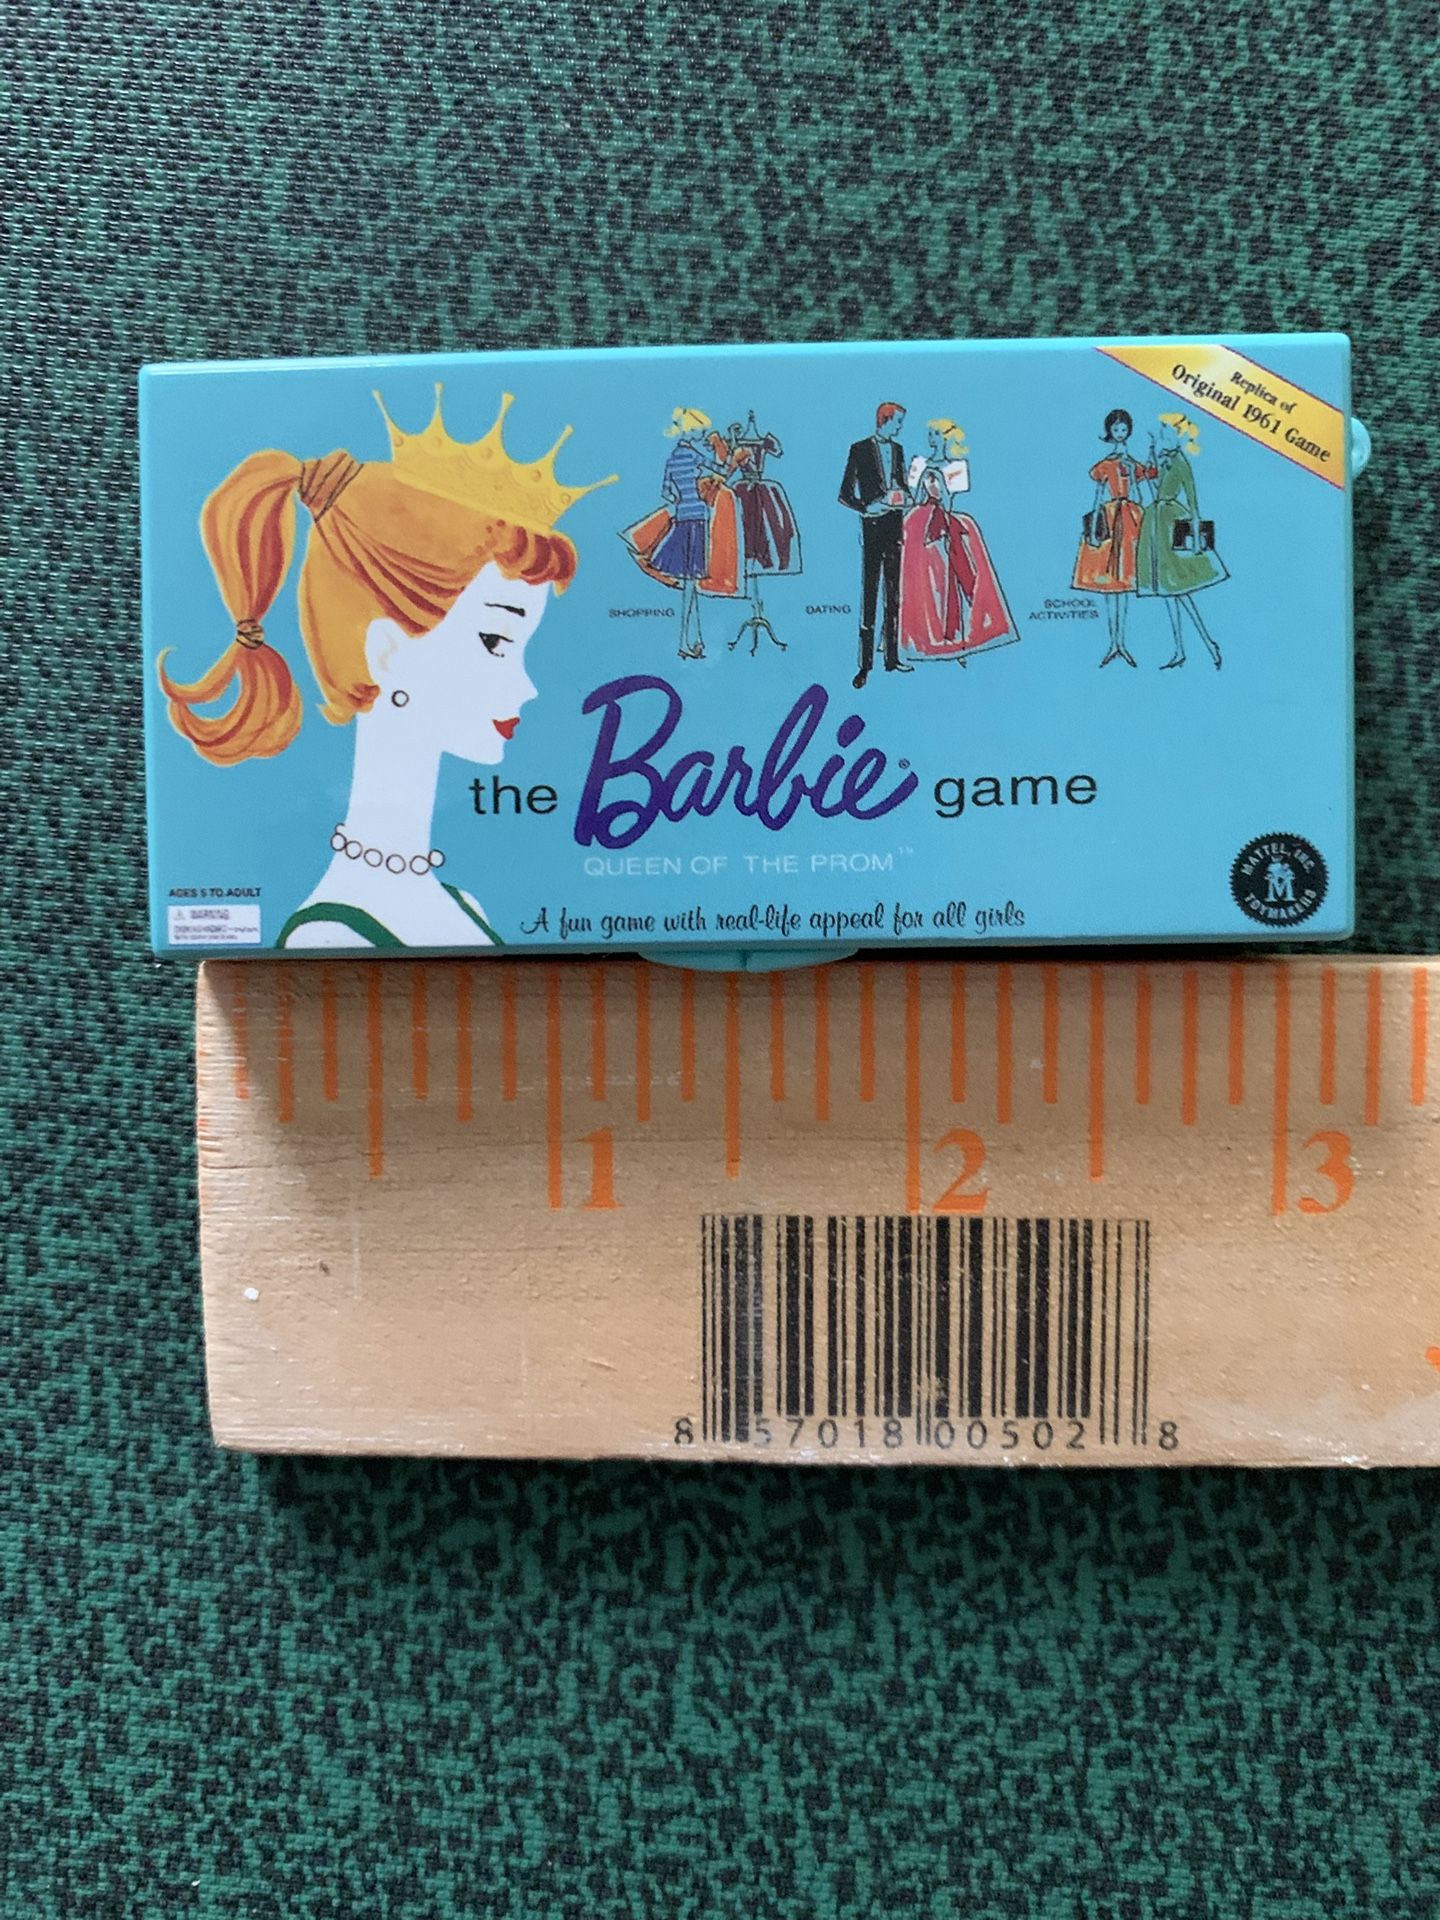 Replica of
Original 1961 Game
SHOPPING
DATING
SCHOOL
ACTIVITIES
the Barbie® game
QUEEN OF THE PROM™
A fun game with real-life appeal for all girls
AGES 5 TO ADULT
WARNING
MATTEL, INC.
M
TOYMAKERS
1 2 3
8 57018 00502 8